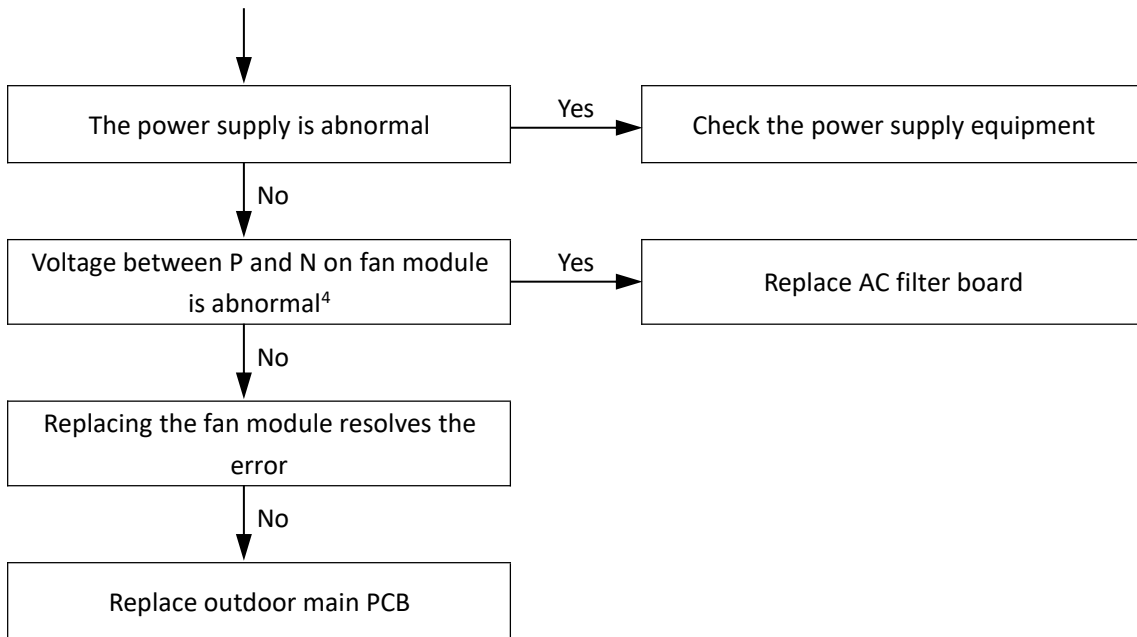 The power supply is abnormal
Yes
Check the power supply equipment
No
Voltage between P and N on fan module
is abnormal⁴
Yes
Replace AC filter board
No
Replacing the fan module resolves the
error
No
Replace outdoor main PCB